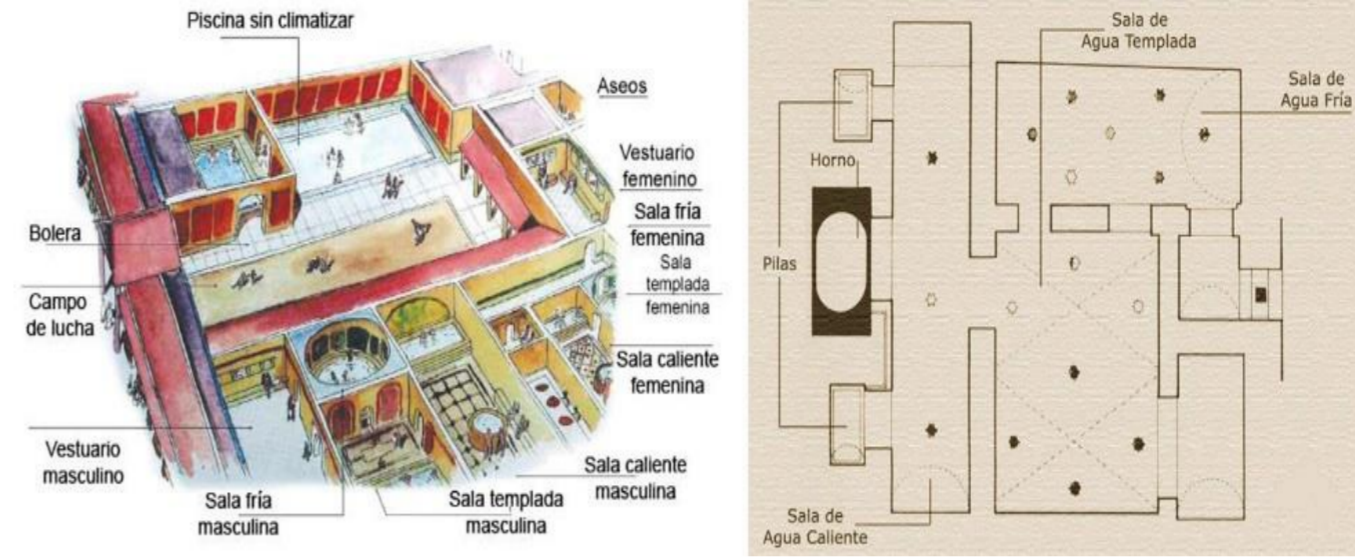 Piscina sin climatizar
Aseos
Vestuario
femenino
Sala fría
femenina
Sala
templada
femenina
Sala caliente
femenina
Bolera
Campo
de lucha
Vestuario
masculino
Sala fría
masculina
Sala templada
masculina
Sala caliente
masculina
Sala de
Agua Templada
Sala de
Agua Fría
Horno
Pilas
Sala de
Agua Caliente